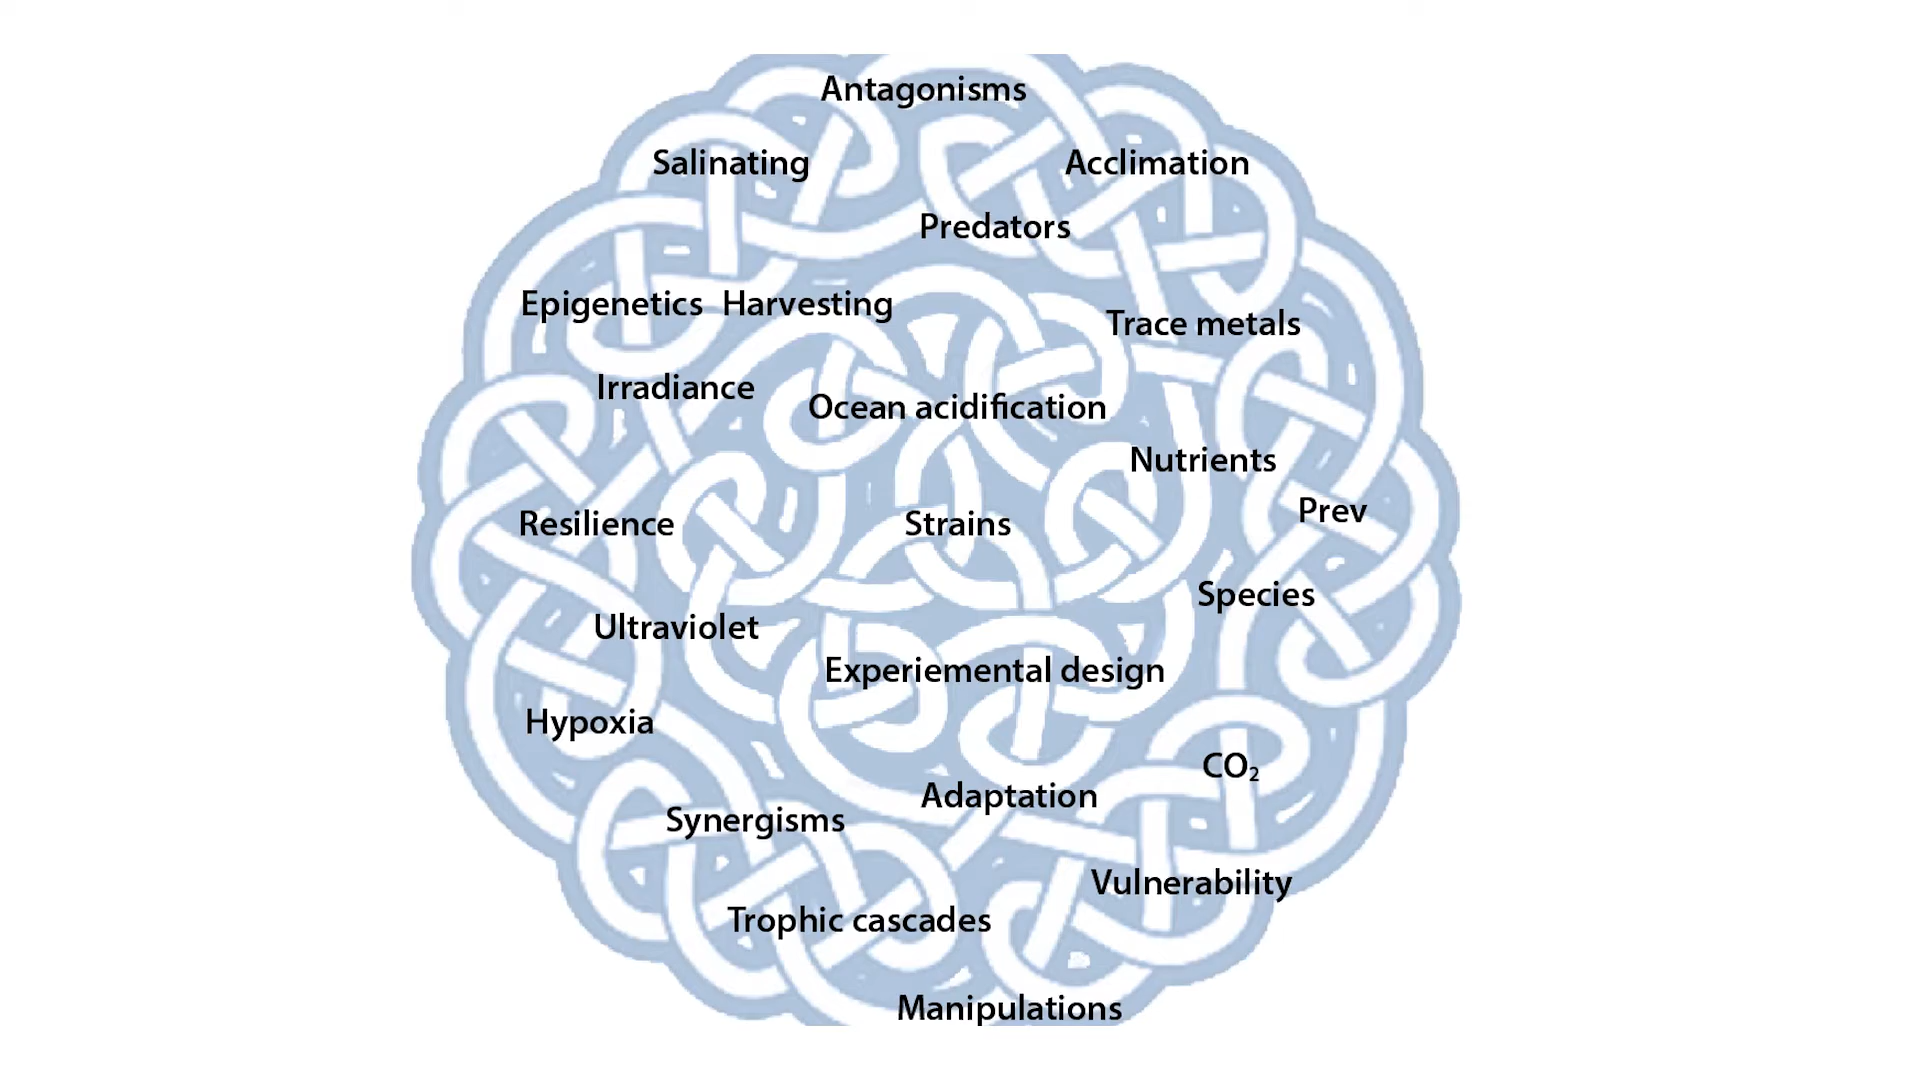 Antagonisms
Salinating
Acclimation
Predators
Epigenetics
Harvesting
Trace metals
Irradiance
Ocean acidification
Nutrients
Prev
Resilience
Strains
Species
Ultraviolet
Experiemental design
Hypoxia
CO₂
Adaptation
Synergisms
Vulnerability
Trophic cascades
Manipulations